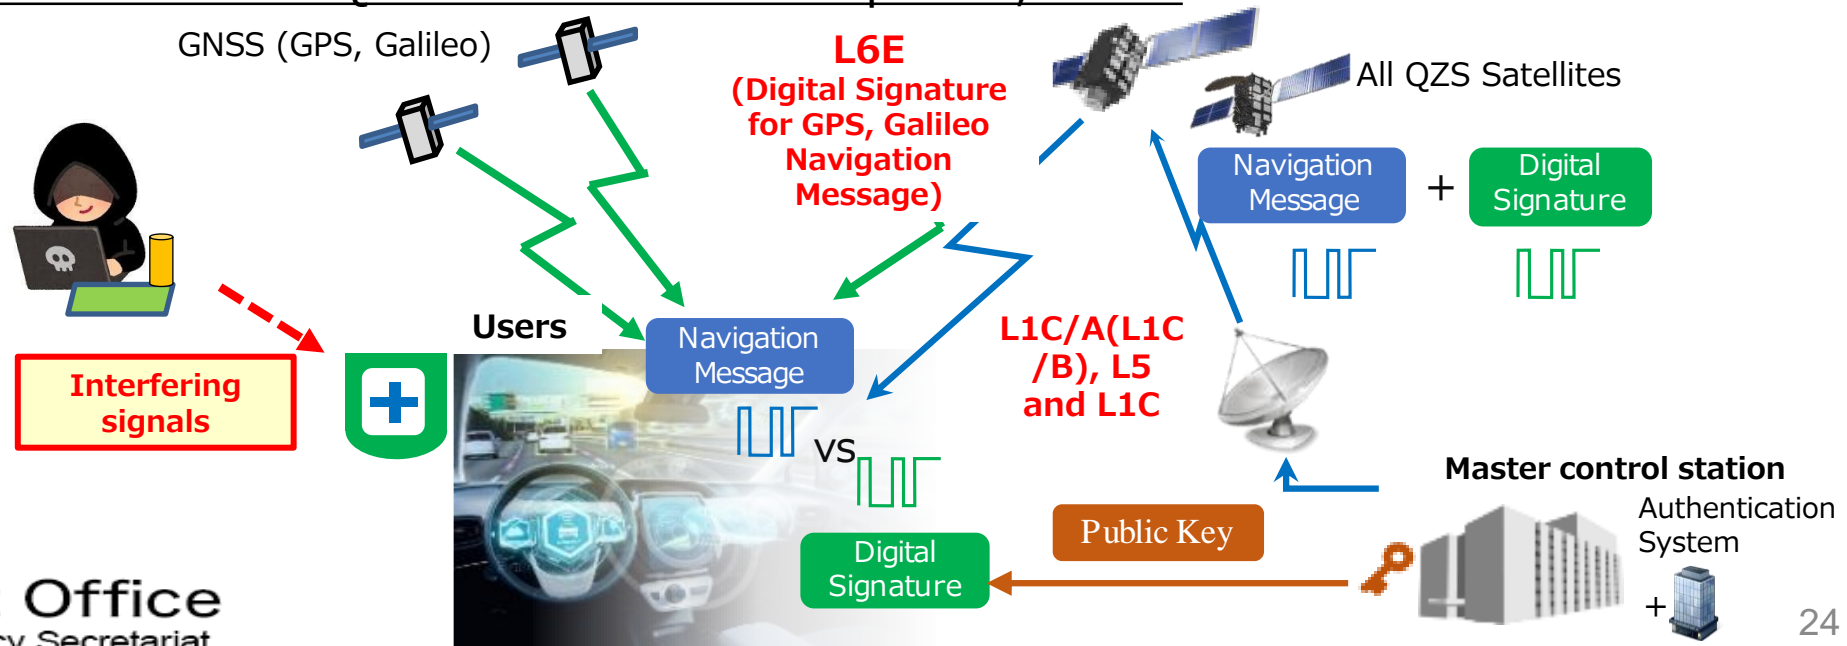 GNSS (GPS, Galileo)
L6E
(Digital Signature
for GPS, Galileo
Navigation
Message)
All QZS Satellites
Navigation
Message
+
Digital
Signature
Users
Navigation
Message
Interfering
signals
vs
L1C/A(L1C
/B), L5
and L1C
Digital
Signature
Public Key
Master control station
Authentication
System
+
Office
Secretariat
24